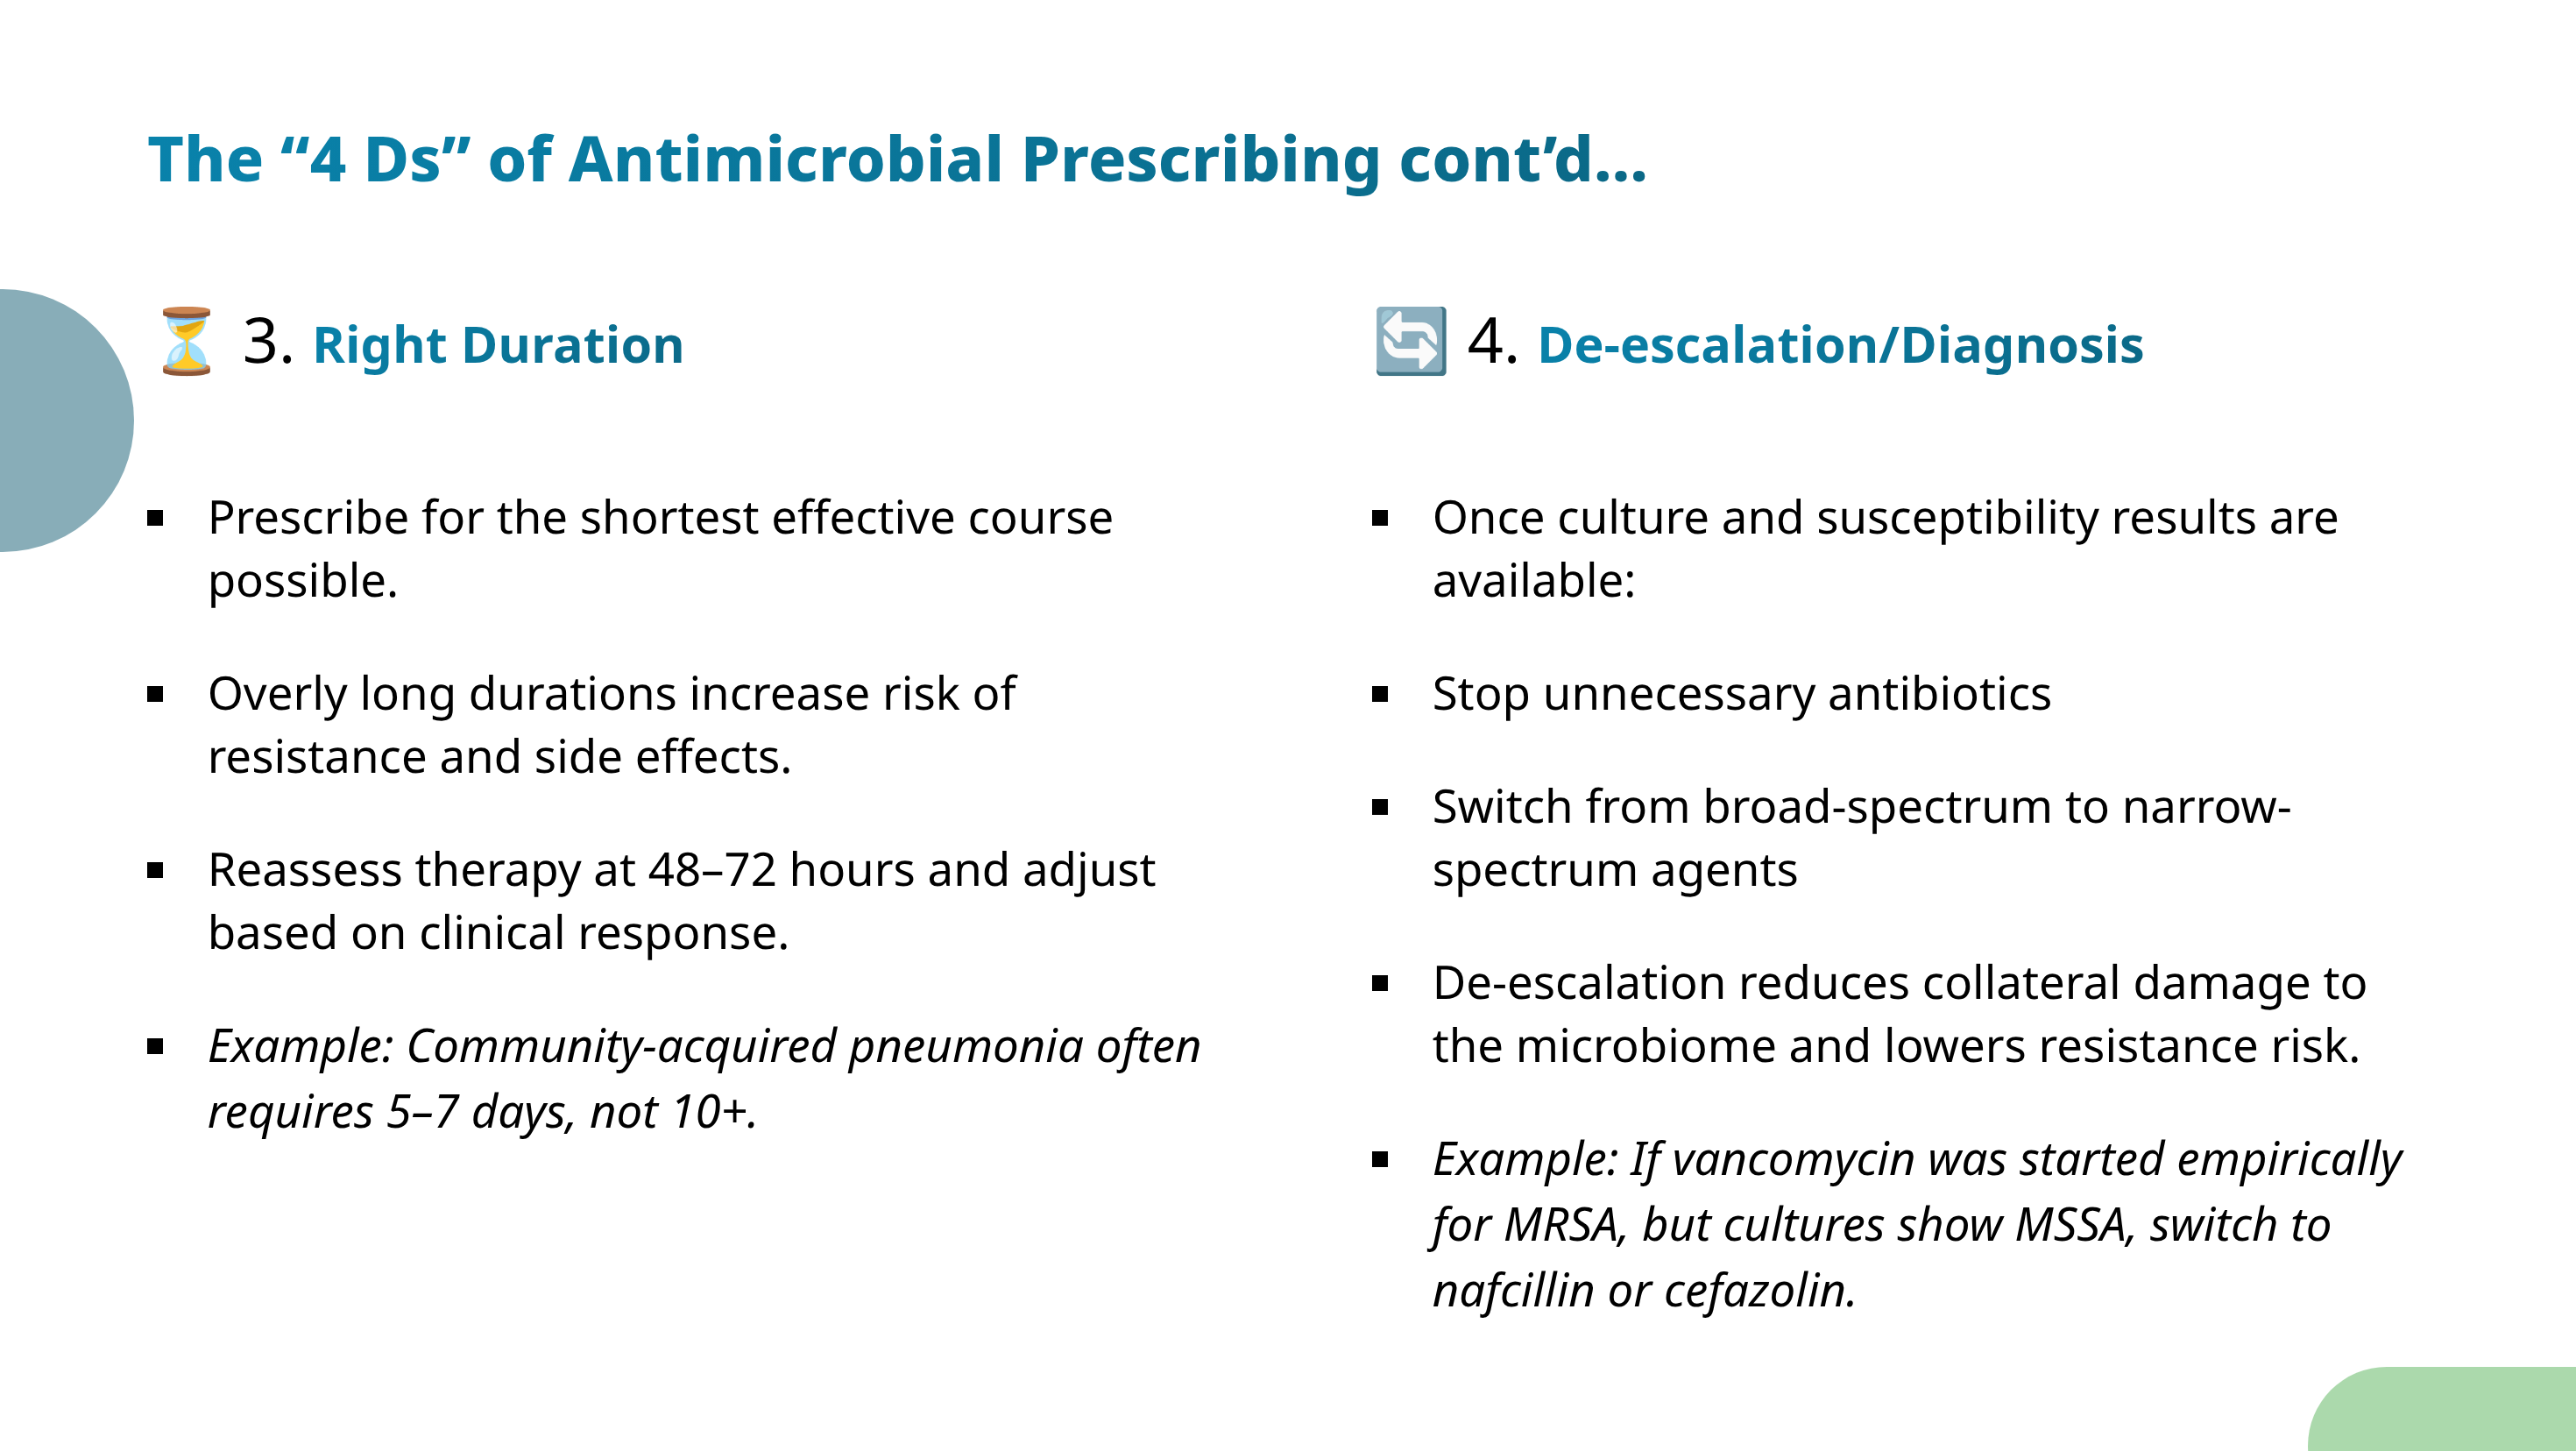 The “4 Ds” of Antimicrobial Prescribing cont’d...
⏳ 3. Right Duration
▪ Prescribe for the shortest effective course
possible.
▪ Overly long durations increase risk of
resistance and side effects.
▪ Reassess therapy at 48–72 hours and adjust
based on clinical response.
▪ Example: Community-acquired pneumonia often
requires 5–7 days, not 10+.
🔄 4. De-escalation/Diagnosis
▪ Once culture and susceptibility results are
available:
▪ Stop unnecessary antibiotics
▪ Switch from broad-spectrum to narrow-
spectrum agents
▪ De-escalation reduces collateral damage to
the microbiome and lowers resistance risk.
▪ Example: If vancomycin was started empirically
for MRSA, but cultures show MSSA, switch to
nafcillin or cefazolin.